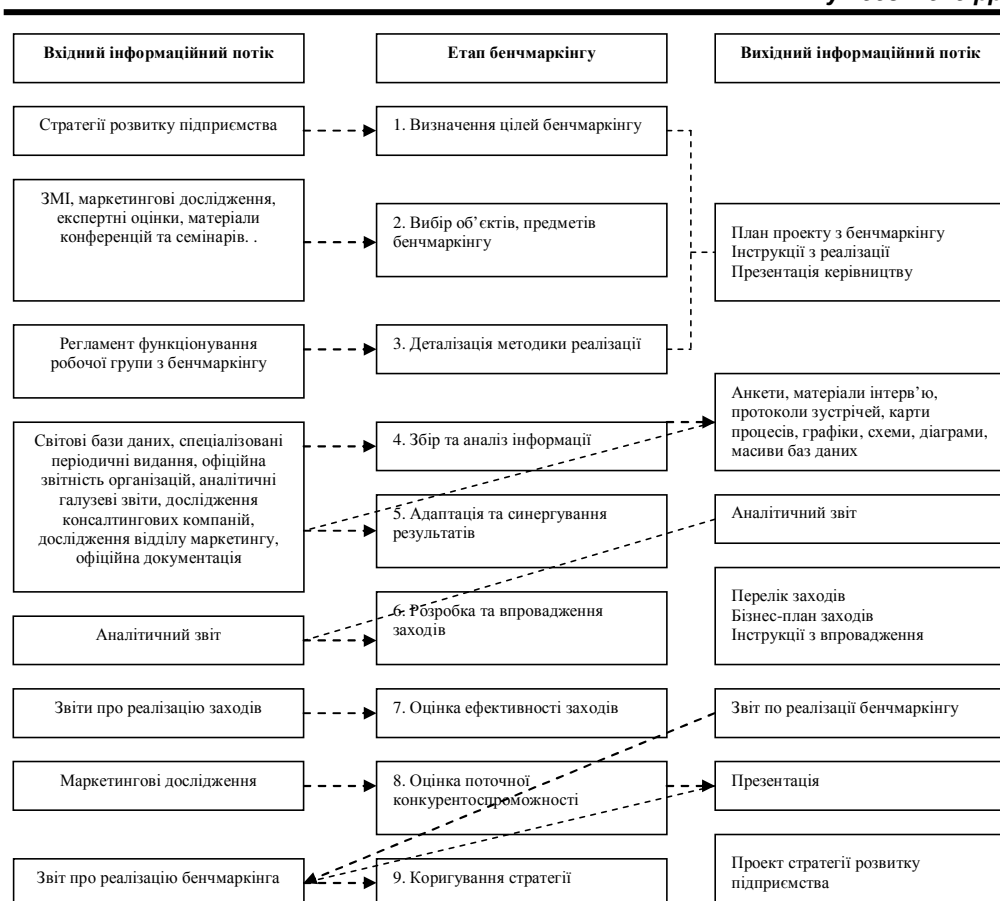 Вхідний інформаційний потік
Етап бенчмаркінгу
Вихідний інформаційний потік
Стратегії розвитку підприємства
1. Визначення цілей бенчмаркінгу
ЗМІ, маркетингові дослідження,
експертні оцінки, матеріали
конференцій та семінарів. .
2. Вибір об’єктів, предметів
бенчмаркінгу
План проекту з бенчмаркінгу
Інструкції з реалізації
Презентація керівництву
Регламент функціонування
робочої групи з бенчмаркінгу
3. Деталізація методики реалізації
Анкети, матеріали інтерв’ю,
протоколи зустрічей, карти
процесів, графіки, схеми, діаграми,
масиви баз даних
Світові бази даних, спеціалізовані
періодичні видання, офіційна
звітність організацій, аналітичні
галузеві звіти, дослідження
консалтингових компаній,
дослідження відділу маркетингу,
офіційна документація
4. Збір та аналіз інформації
5. Адаптація та синергування
результатів
Аналітичний звіт
Аналітичний звіт
6. Розробка та впровадження
заходів
Перелік заходів
Бізнес-план заходів
Інструкції з впровадження
Звіти про реалізацію заходів
7. Оцінка ефективності заходів
Звіт по реалізації бенчмаркінгу
Маркетингові дослідження
8. Оцінка поточної
конкурентоспроможності
Презентація
Звіт про реалізацію бенчмаркінга
9. Коригування стратегії
Проект стратегії розвитку
підприємства